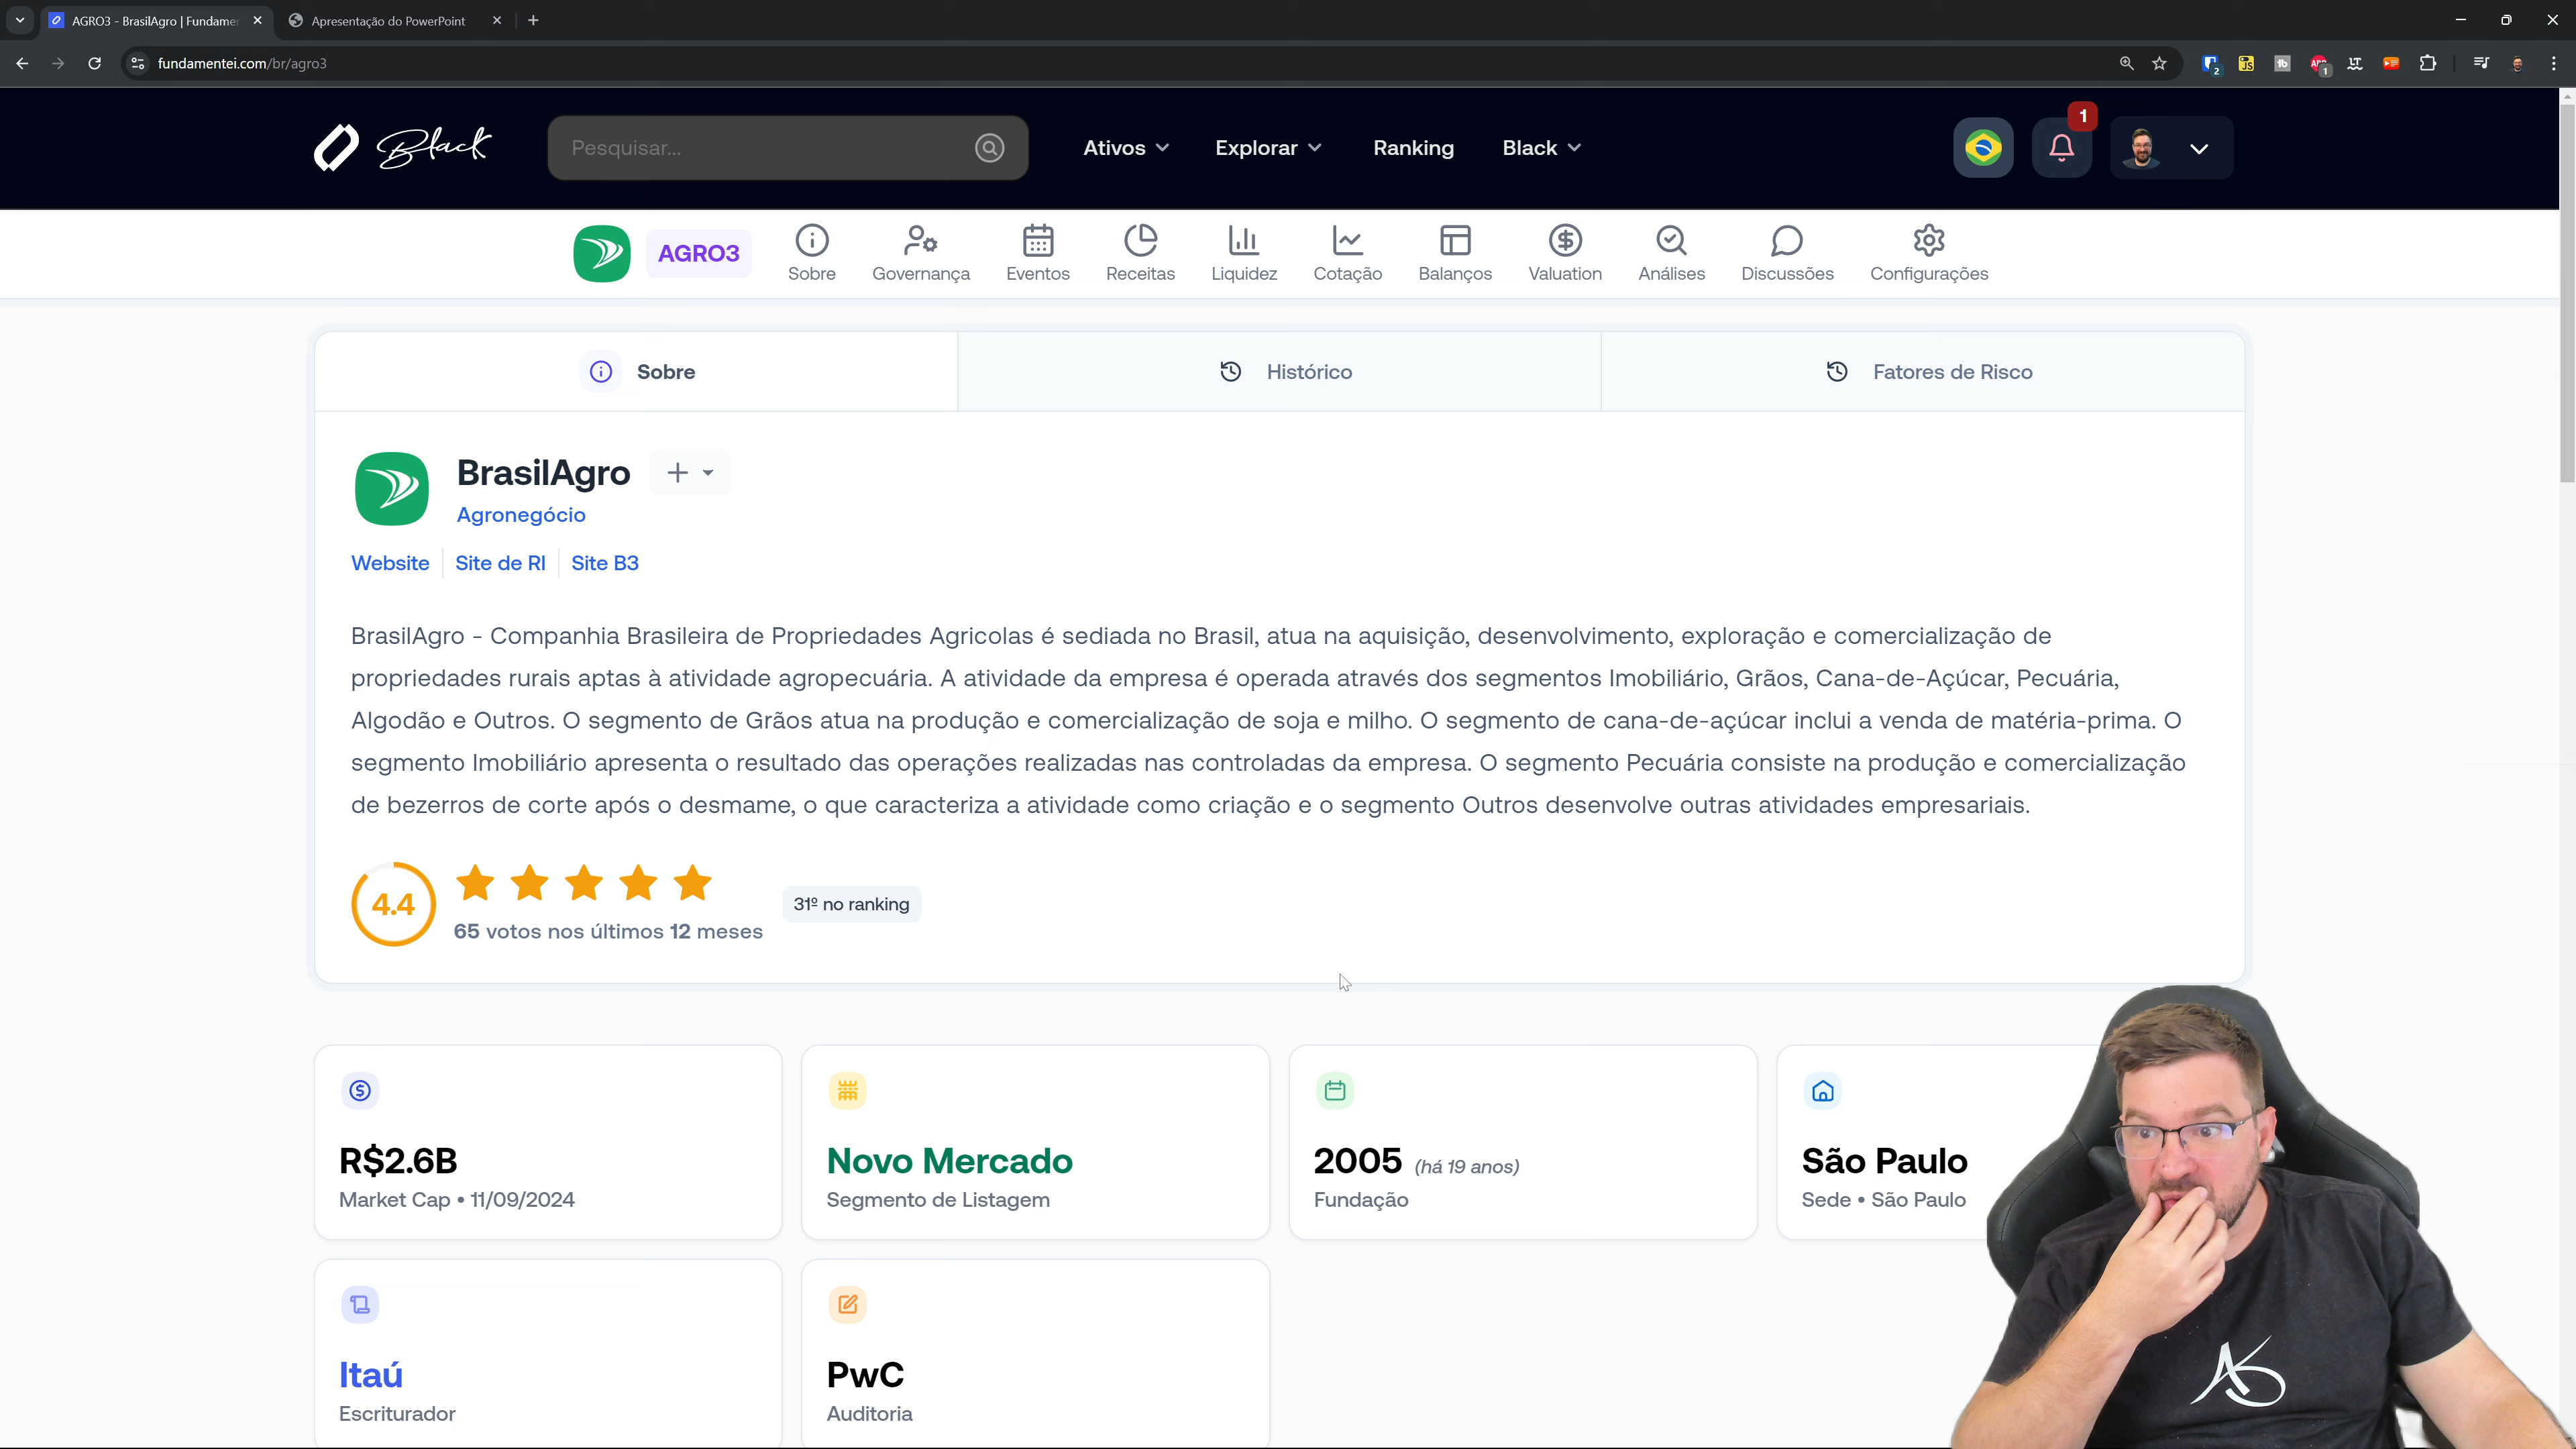 AGRO3 - BrasilAgro | Fundamen
Apresentação do PowerPoint
fundamentei.com/br/agro3
2
JS
1
Black
Pesquisar...
Ativos
Explorar
Ranking
Black
1
AGRO3
Sobre
Governança
Eventos
Receitas
Liquidez
Cotação
Balanços
Valuation
Análises
Discussões
Configurações
Sobre
Histórico
Fatores de Risco
BrasilAgro
Agronegócio
Website
Site de RI
Site B3
BrasilAgro - Companhia Brasileira de Propriedades Agricolas é sediada no Brasil, atua na aquisição, desenvolvimento, exploração e comercialização de
propriedades rurais aptas à atividade agropecuária. A atividade da empresa é operada através dos segmentos Imobiliário, Grãos, Cana-de-Açúcar, Pecuária,
Algodão e Outros. O segmento de Grãos atua na produção e comercialização de soja e milho. O segmento de cana-de-açúcar inclui a venda de matéria-prima. O
segmento Imobiliário apresenta o resultado das operações realizadas nas controladas da empresa. O segmento Pecuária consiste na produção e comercialização
de bezerros de corte após o desmame, o que caracteriza a atividade como criação e o segmento Outros desenvolve outras atividades empresariais.
4.4
65 votos nos últimos 12 meses
31º no ranking
R$2.6B
Market Cap • 11/09/2024
Novo Mercado
Segmento de Listagem
2005 (há 19 anos)
Fundação
São Paulo
Sede • São Paulo
Itaú
Escriturador
PwC
Auditoria